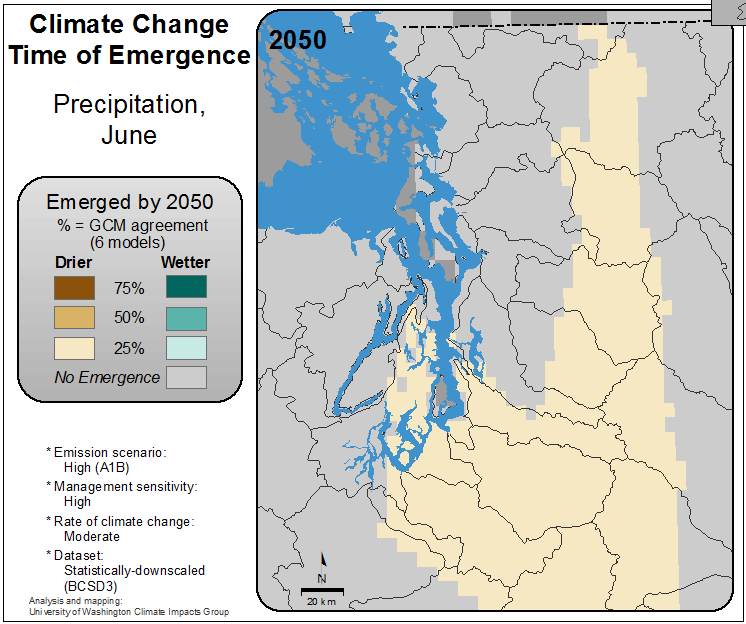 Climate Change
Time of Emergence
Precipitation,
June
Emerged by 2050
% = GCM agreement
(6 models)
Drier Wetter
75%
50%
25%
No Emergence
* Emission scenario:
High (A1B)
* Management sensitivity:
High
* Rate of climate change:
Moderate
* Dataset:
Statistically-downscaled
(BCSD3)
Analysis and mapping:
University of Washington Climate Impacts Group
2050
N
20 km